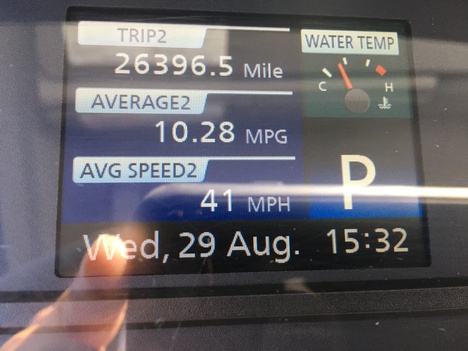 TRIP2
26396.5 Mile
WATER TEMP
C H
AVERAGE2
10.28 MPG
AVG SPEED2
41 MPH
P
Wed, 29 Aug. 15:32